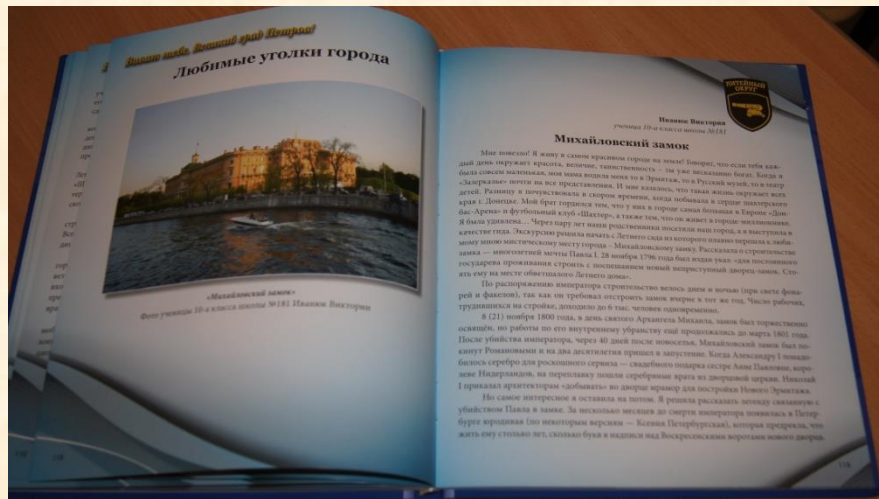 Виват тебе, Великий град Петров!
Любимые уголки города
«Михайловский замок»
Фото ученицы 10-а класса школы №181 Иванюк Виктории
118
118
ЛИТЕЙНЫЙ
ОКРУГ
Иванюк Виктория
ученица 10-а класса школы №181
Михайловский замок
Мне повезло! Я живу в самом красивом городе на земле! Говорят, что если тебя каж-
дый день окружает красота, величие, таинственность – ты уже несказанно богат. Когда я
была совсем маленькая, моя мама водила меня то в Эрмитаж, то в Русский музей, то в театр
«Зазеркалье» почти на все представления. И мне казалось, что такая жизнь окружает всех
детей. Разницу я почувствовала в скором времени, когда побывала в сердце шахтерского
края г. Донецке. Мой брат гордился тем, что у них в городе самая большая в Европе «Дон-
бас-Арена» и футбольный клуб «Шахтер», а также тем, что он живет в городе-миллионнике.
Я была удивлена… Через пару лет наши родственники посетили наш город, а я выступила в
качестве гида. Экскурсию решила начать с Летнего сада из которого плавно перешла к люби-
мому мною мистическому месту города – Михайловскому замку. Рассказала о строительстве
замка — многолетней мечты Павла I. 28 ноября 1796 года был издан указ: «для постоянного
государева проживания строить с поспешанием новый неприступный дворец-замок. Сто-
ять ему на месте обветшалого Летнего дома».
По распоряжению императора строительство велось днем и ночью (при свете фона-
рей и факелов), так как он требовал отстроить замок вчерне в тот же год. Число рабочих,
трудившихся на стройке, доходило до 6 тыс. человек одновременно.
8 (21) ноября 1800 года, в день святого Архангела Михаила, замок был торжественно
освящён, но работы по его внутреннему убранству ещё продолжались до марта 1801 года.
После убийства императора, через 40 дней после новоселья, Михайловский замок был по-
кинут Романовыми и на два десятилетия пришел в запустение. Когда Александру I понадо-
билось серебро для роскошного сервиза — свадебного подарка сестре Анне Павловне, коро-
леве Нидерландов, на переплавку пошли серебряные врата из дворцовой церкви. Николай
I приказал архитекторам «добывать» во дворце мрамор для постройки Нового Эрмитажа.
Но самое интересное я оставила на потом. Я решила рассказать легенду связанную с
убийством Павла в замке. За несколько месяцев до смерти императора появилась в Петер-
бурге юродивая (по некоторым версиям — Ксения Петербургская), которая предрекла, что
жить ему столько лет, сколько букв в надписи над Воскресенскими воротами нового дворца.
119